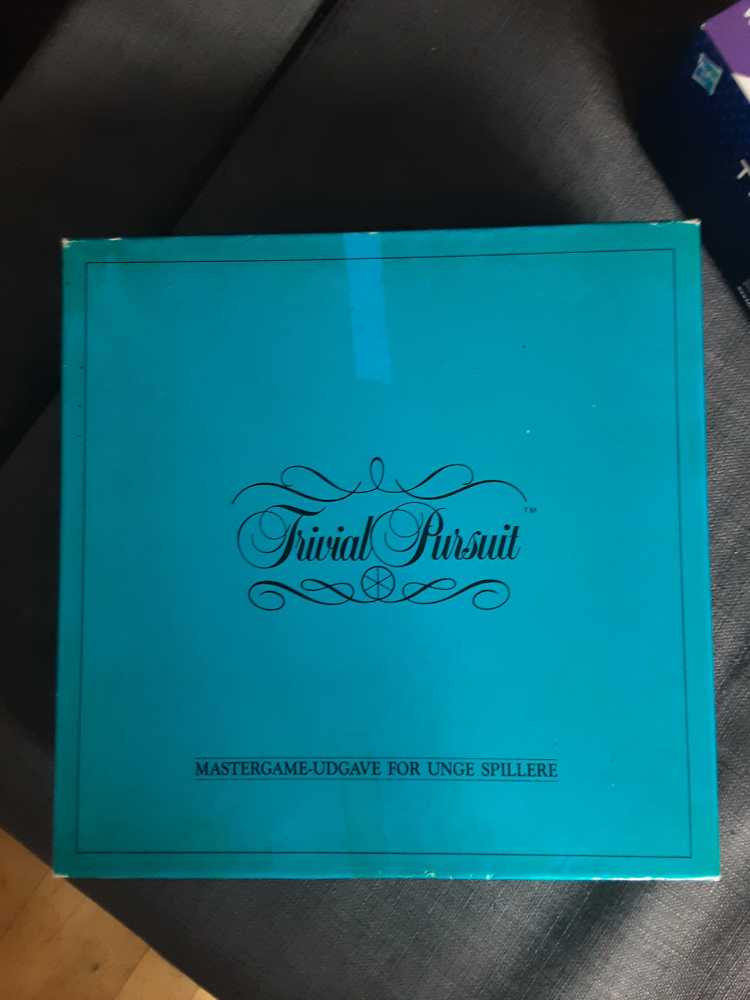 Trivial Pursuit™
MASTERGAME-UDGAVE FOR UNGE SPILLERE